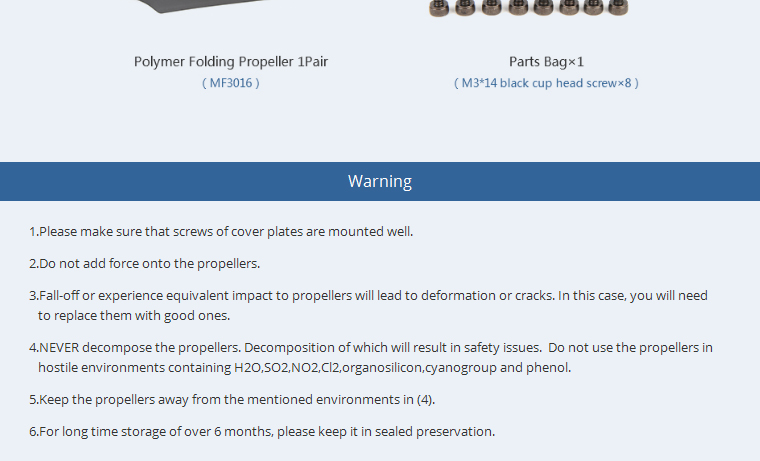 Polymer Folding Propeller 1Pair
Parts Bag×1
( MF3016 )
( M3*14 black cup head screw×8 )
Warning
1.Please make sure that screws of cover plates are mounted well.
2.Do not add force onto the propellers.
3.Fall-off or experience equivalent impact to propellers will lead to deformation or cracks. In this case, you will need
to replace them with good ones.
4.NEVER decompose the propellers. Decomposition of which will result in safety issues.  Do not use the propellers in
hostile environments containing H2O,SO2,NO2,Cl2,organosilicon,cyanogroup and phenol.
5.Keep the propellers away from the mentioned environments in (4).
6.For long time storage of over 6 months, please keep it in sealed preservation.